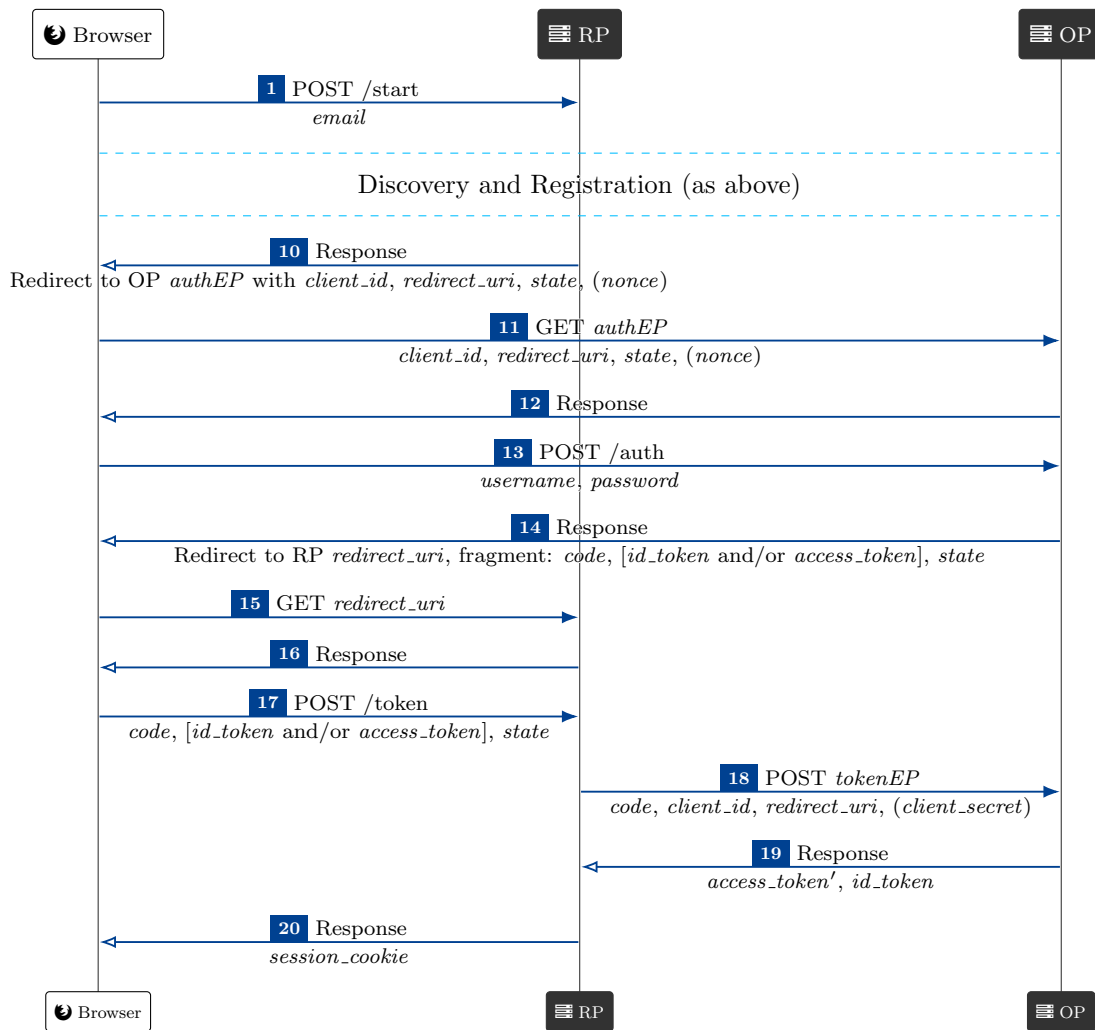 Browser RP OP
1 POST /start
email
Discovery and Registration (as above)
10 Response
Redirect to OP authEP with client_id, redirect_uri, state, (nonce)
11 GET authEP
client_id, redirect_uri, state, (nonce)
12 Response
13 POST /auth
username, password
14 Response
Redirect to RP redirect_uri, fragment: code, [id_token and/or access_token], state
15 GET redirect_uri
16 Response
17 POST /token
code, [id_token and/or access_token], state
18 POST tokenEP
code, client_id, redirect_uri, (client_secret)
19 Response
access_token′, id_token
20 Response
session_cookie
Browser RP OP